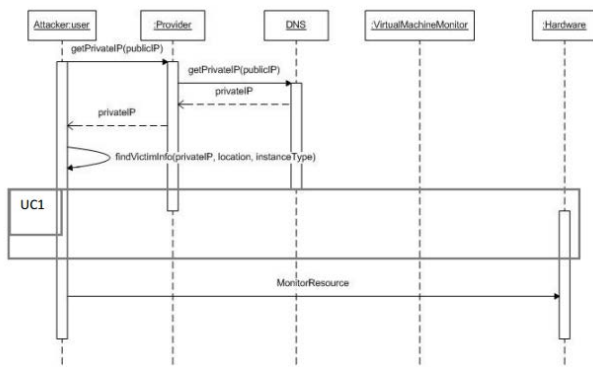 Attacker:user :Provider DNS :VirtualMachineMonitor :Hardware
getPrivateIP(publicIP)
getPrivateIP(publicIP)
privateIP
privateIP
findVictimInfo(privateIP, location, instanceType)
UC1
MonitorResource